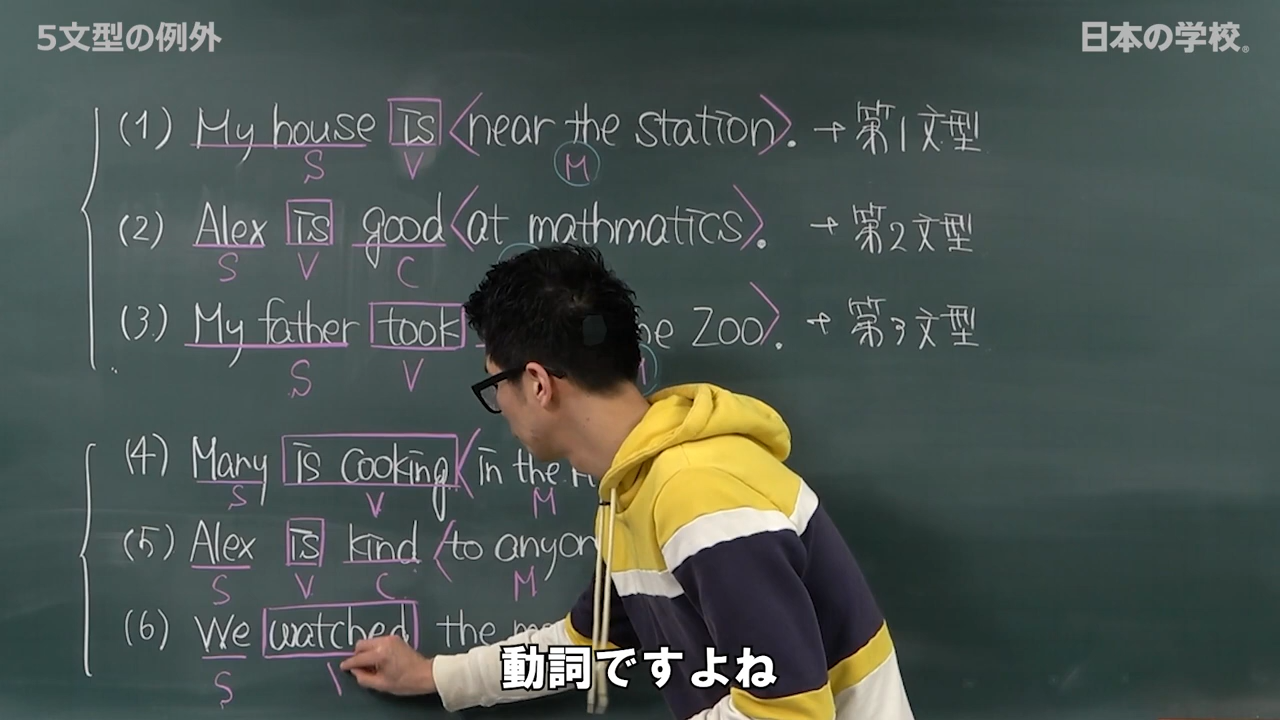 5文型の例外
日本の学校®
(1) My house is <near the station>. → 第1文型
S V M
(2) Alex is good <at mathmatics>. → 第2文型
S V C
(3) My father took Zoo>. → 第3文型
S V
(4) Mary is cooking <in the
S V M
(5) Alex is kind <to
S V C M
(6) We watched the
S
動詞ですよね